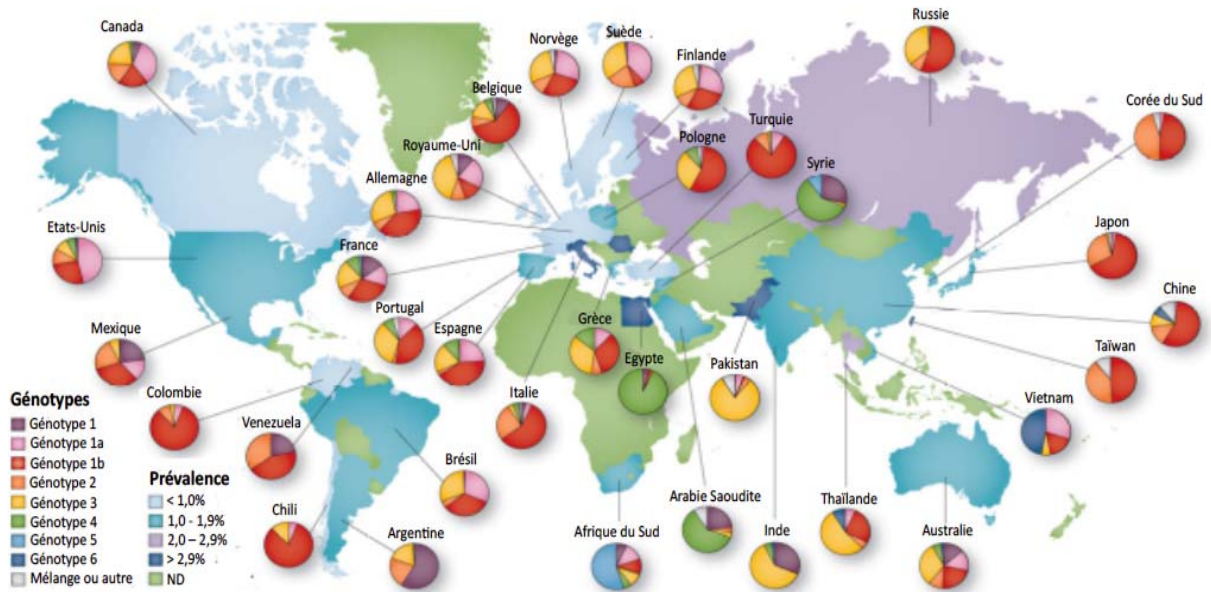 Canada
Norvège
Suède
Finlande
Russie
Belgique
Royaume-Uni
Turquie
Pologne
Corée du Sud
Allemagne
Syrie
Etats-Unis
France
Japon
Portugal
Espagne
Grèce
Chine
Mexique
Egypte
Pakistan
Taïwan
Colombie
Venezuela
Italie
Vietnam
Brésil
Chili
Argentine
Afrique du Sud
Arabie Saoudite
Inde
Thaïlande
Australie
Génotypes
Génotype 1
Génotype 1a
Génotype 1b
Génotype 2
Génotype 3
Génotype 4
Génotype 5
Génotype 6
Mélange ou autre
Prévalence
< 1,0%
1,0 - 1,9%
2,0 – 2,9%
> 2,9%
ND